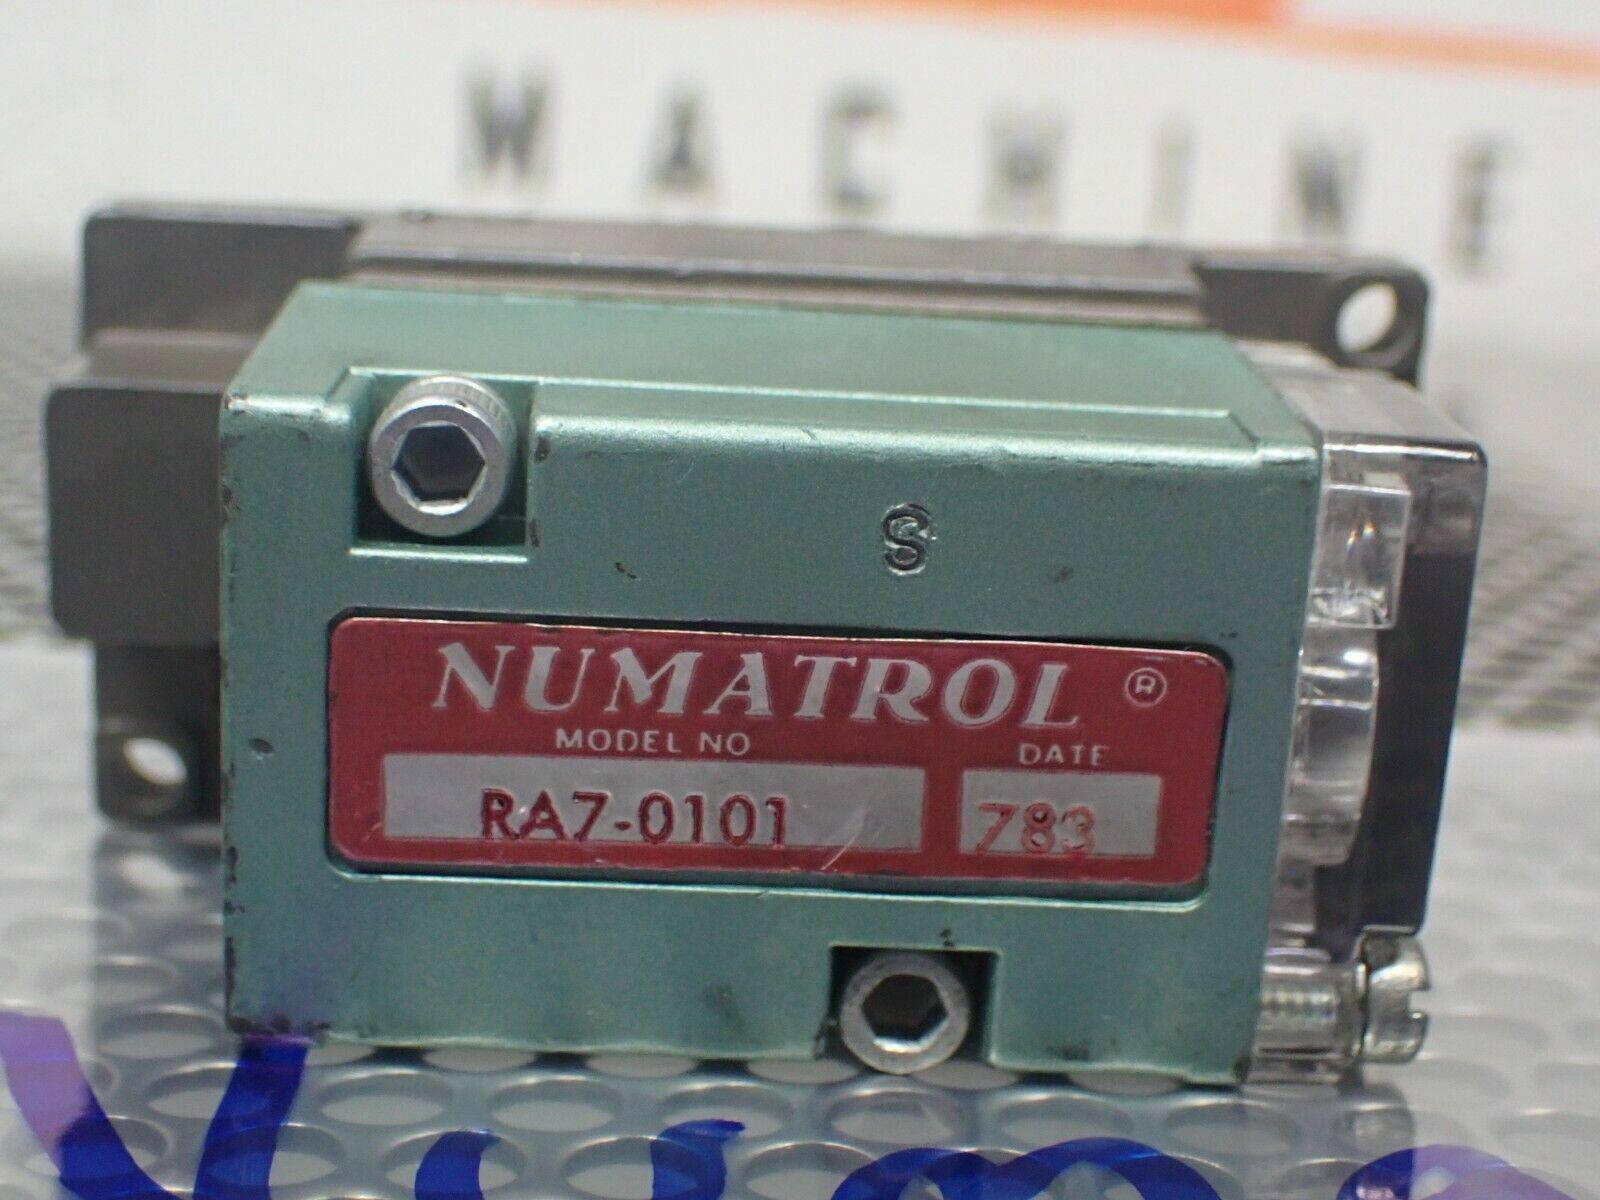 MACHINE
S
NUMATROL ®
MODEL NO DATE
RA7-0101 783